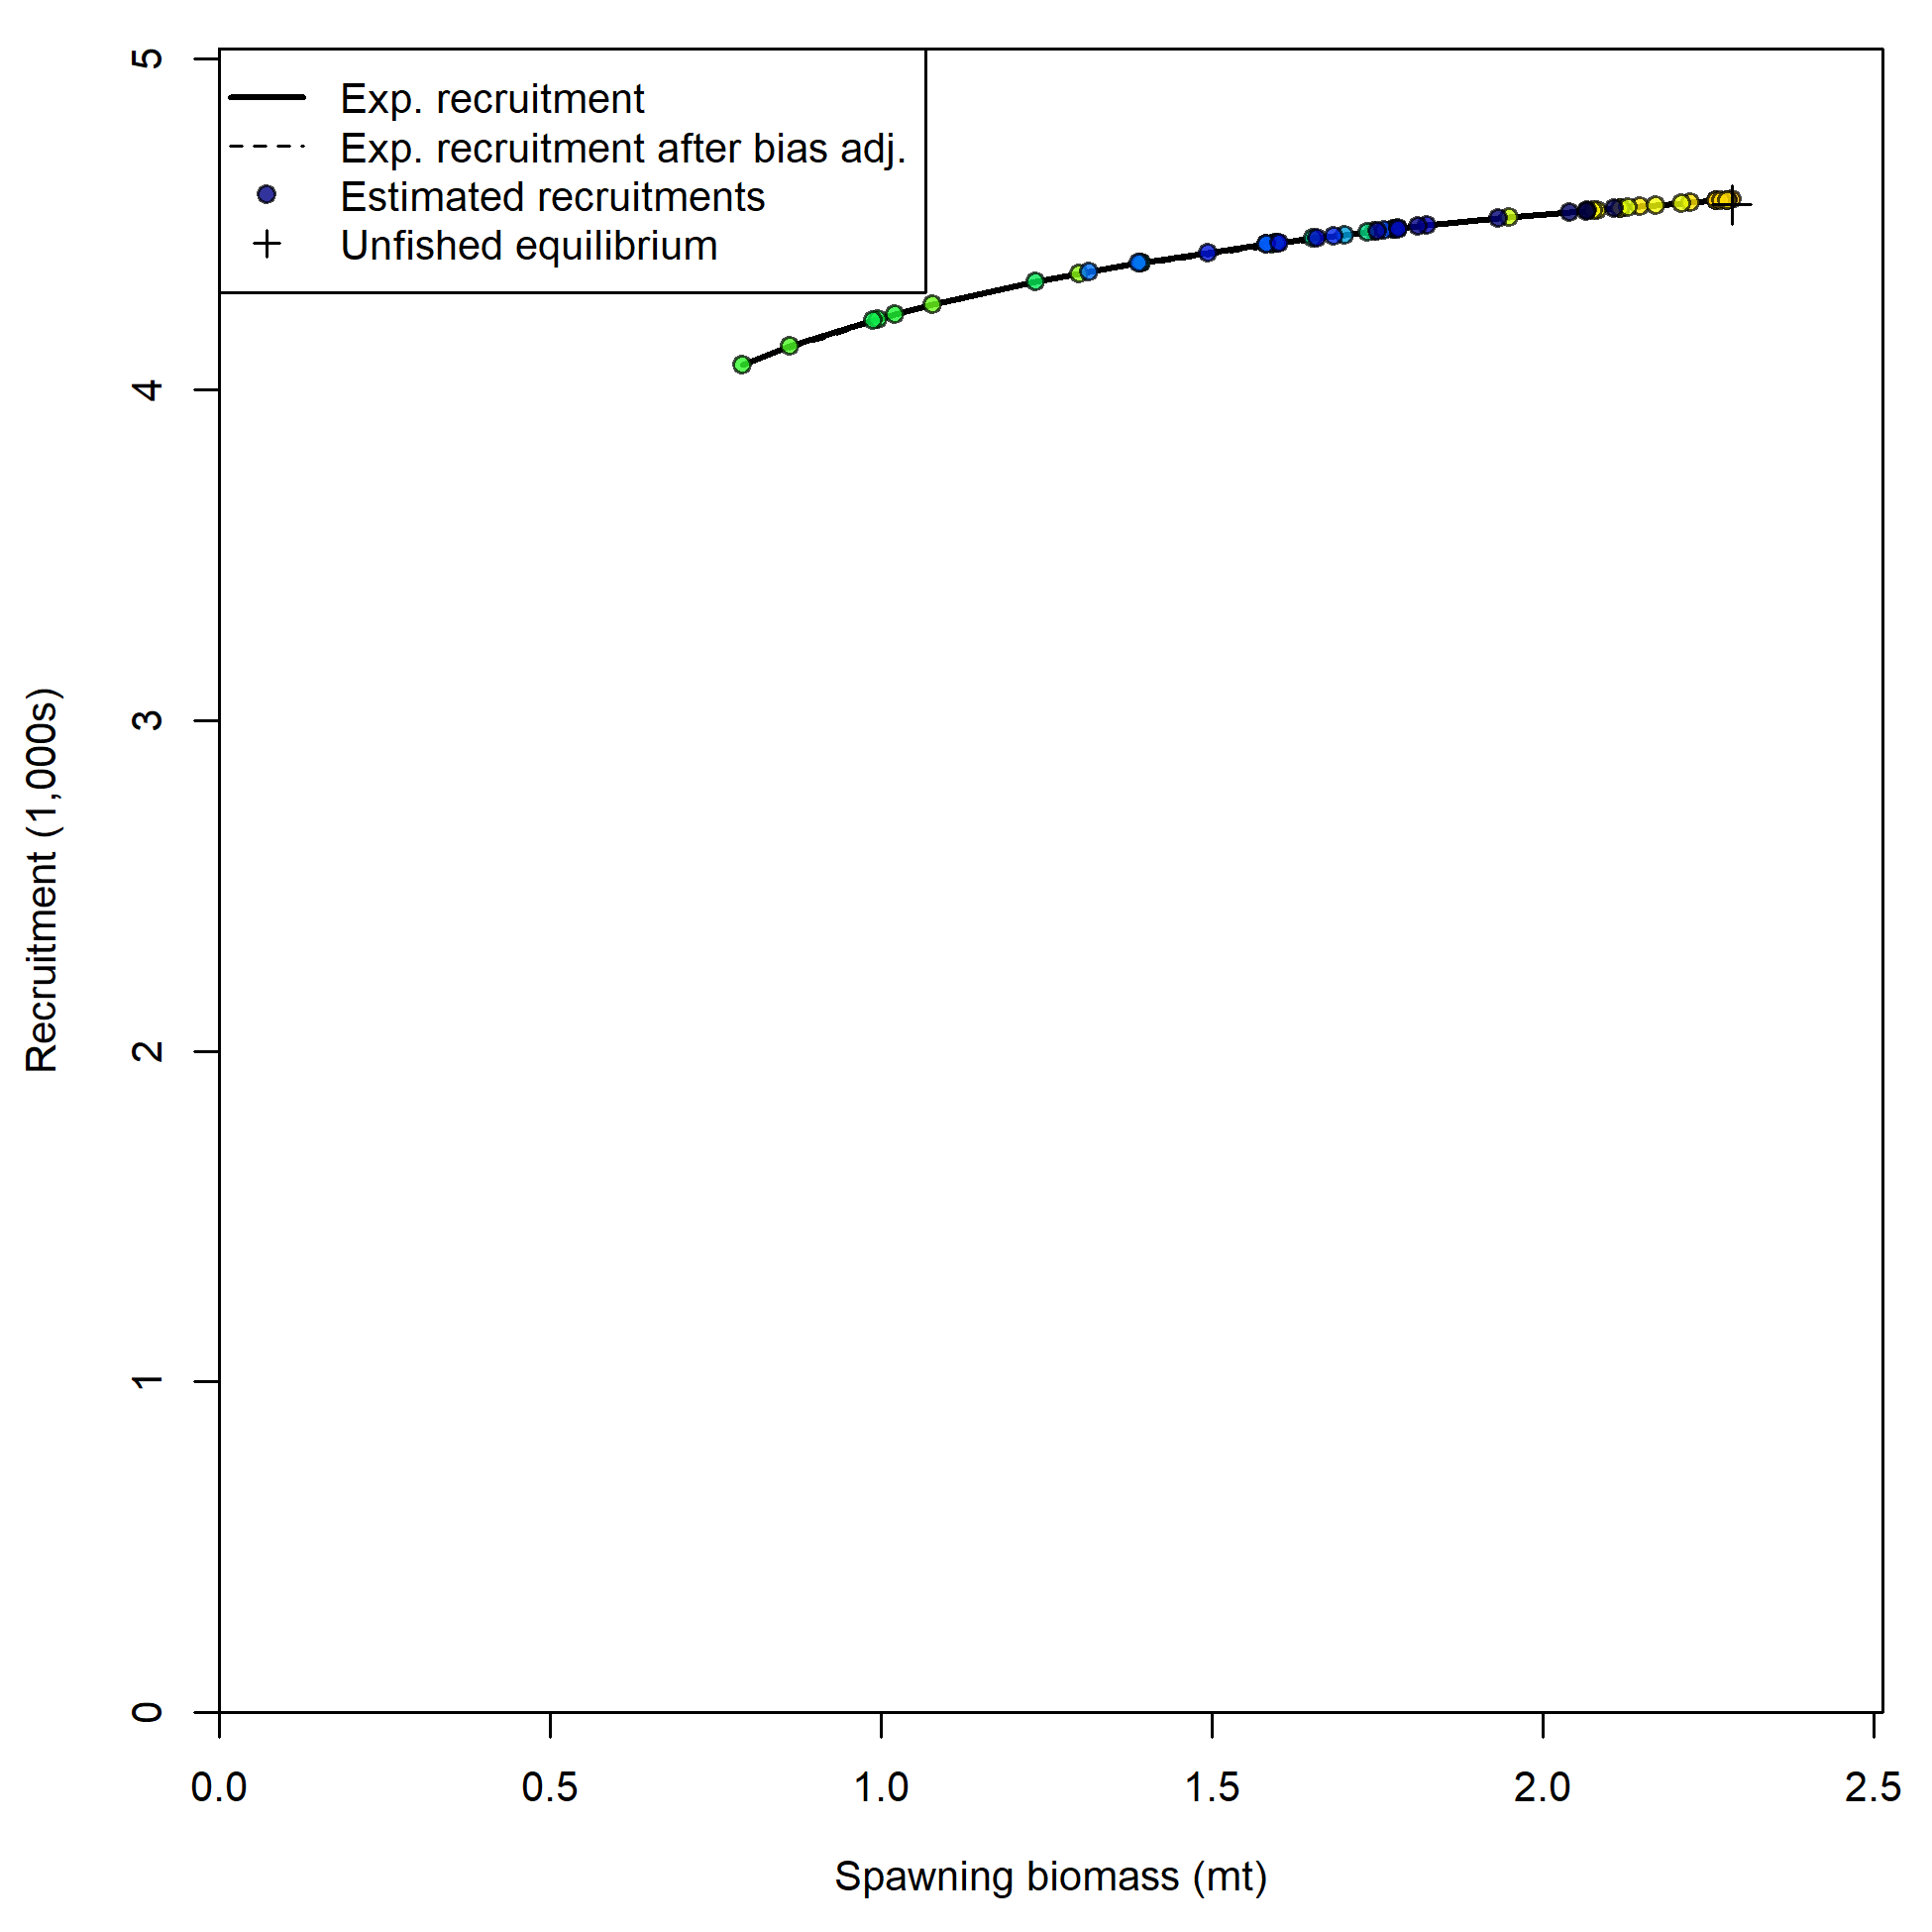 Exp. recruitment
Exp. recruitment after bias adj.
Estimated recruitments
Unfished equilibrium
5
4
3
2
1
0
Recruitment (1,000s)
0.0 0.5 1.0 1.5 2.0 2.5
Spawning biomass (mt)